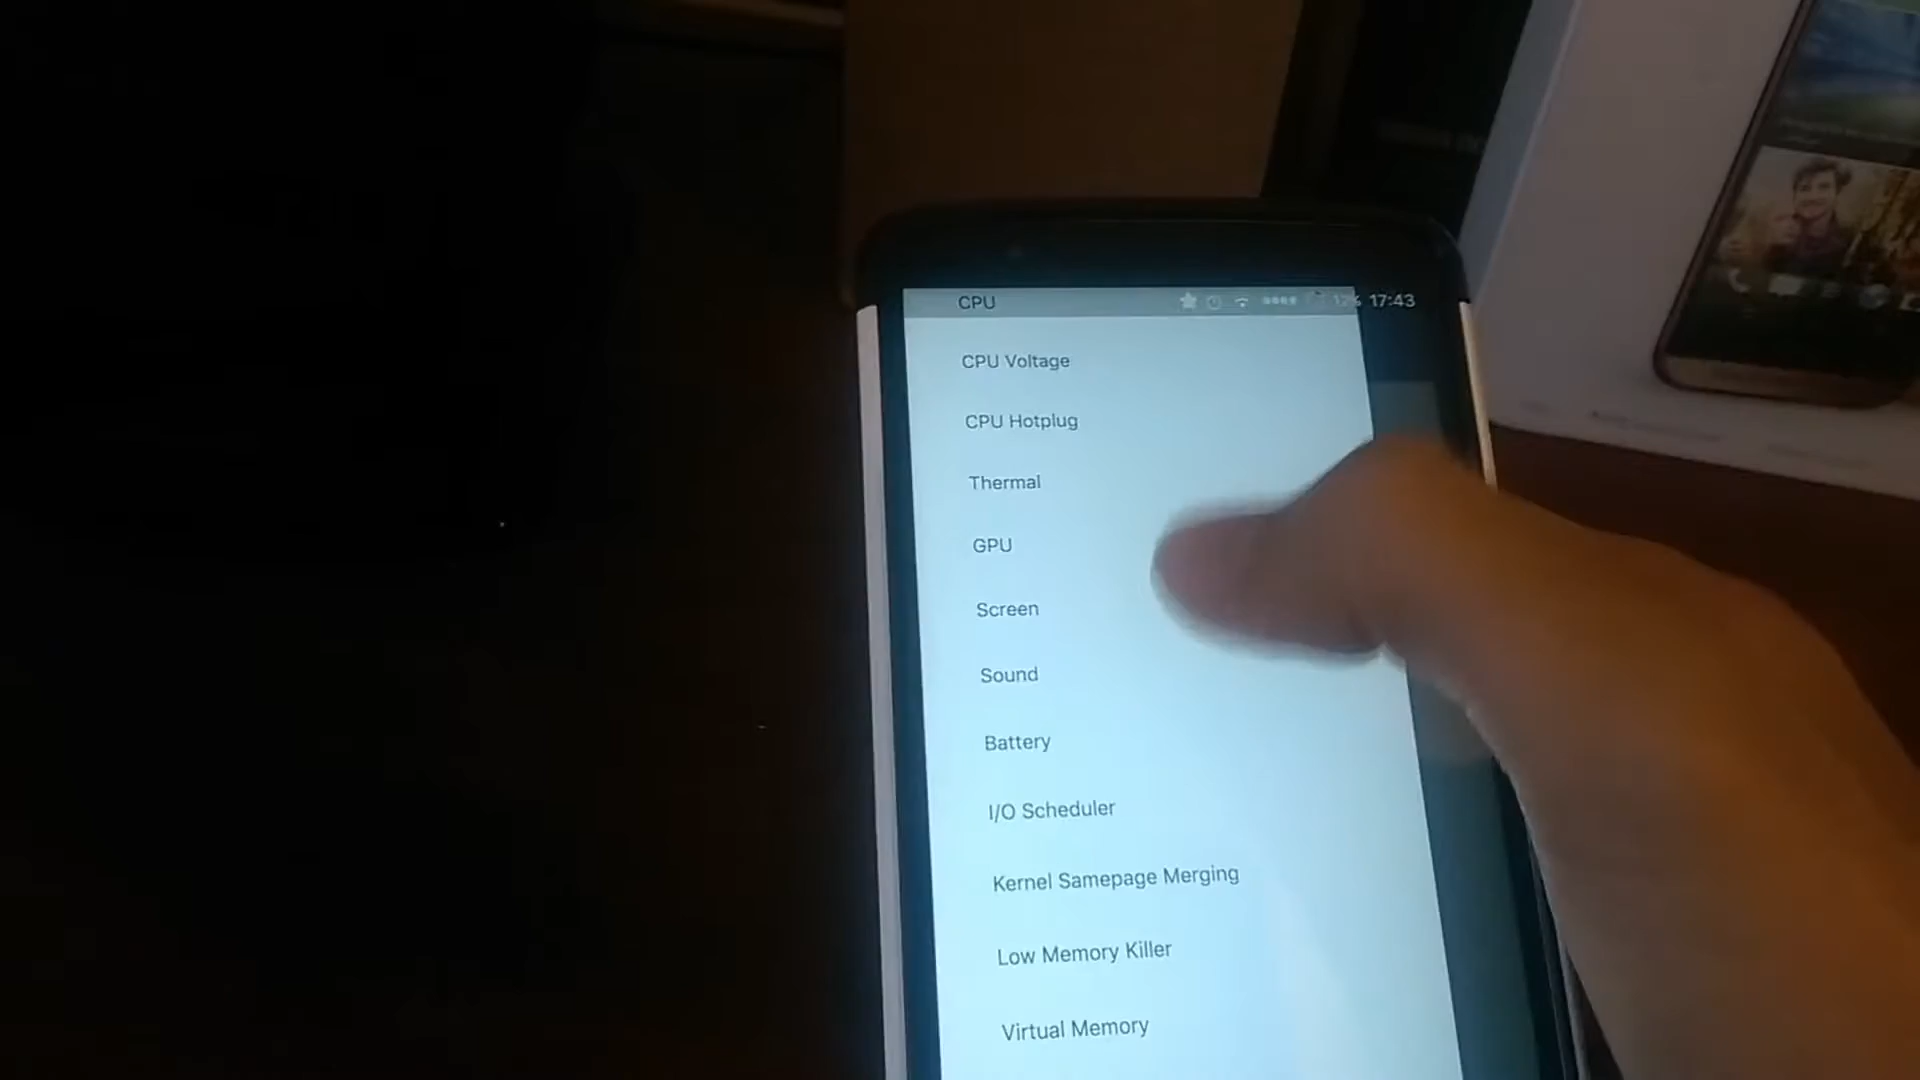 CPU 12% 17:43
CPU Voltage
CPU Hotplug
Thermal
GPU
Screen
Sound
Battery
I/O Scheduler
Kernel Samepage Merging
Low Memory Killer
Virtual Memory